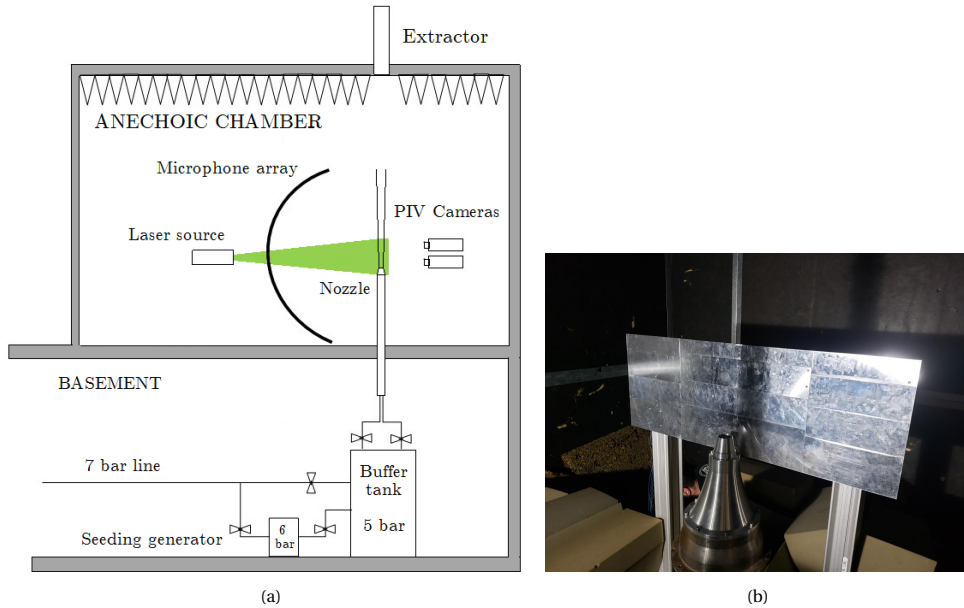 Extractor
ANECHOIC CHAMBER
Microphone array
PIV Cameras
Laser source
Nozzle
BASEMENT
7 bar line
Buffer
tank
5 bar
6
bar
Seeding generator
(a)
(b)